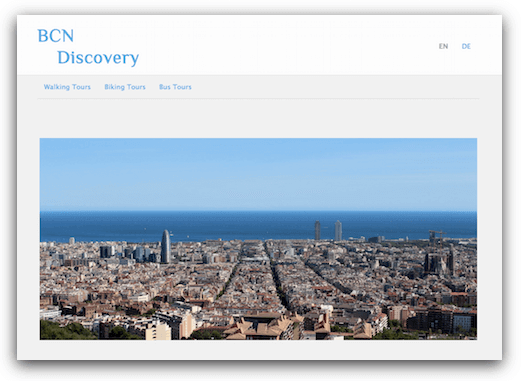 BCN
Discovery
EN DE
Walking Tours Biking Tours Bus Tours